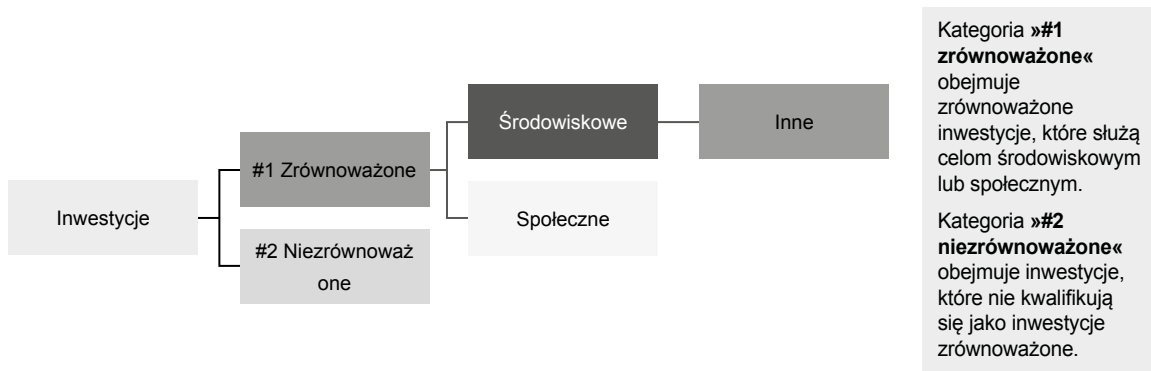 Inwestycje
#1 Zrównoważone
#2 Niezrównoważ
one
Środowiskowe
Społeczne
Inne
Kategoria »#1
zrównoważone«
obejmuje
zrównoważone
inwestycje, które służą
celom środowiskowym
lub społecznym.
Kategoria »#2
niezrównoważone«
obejmuje inwestycje,
które nie kwalifikują
się jako inwestycje
zrównoważone.